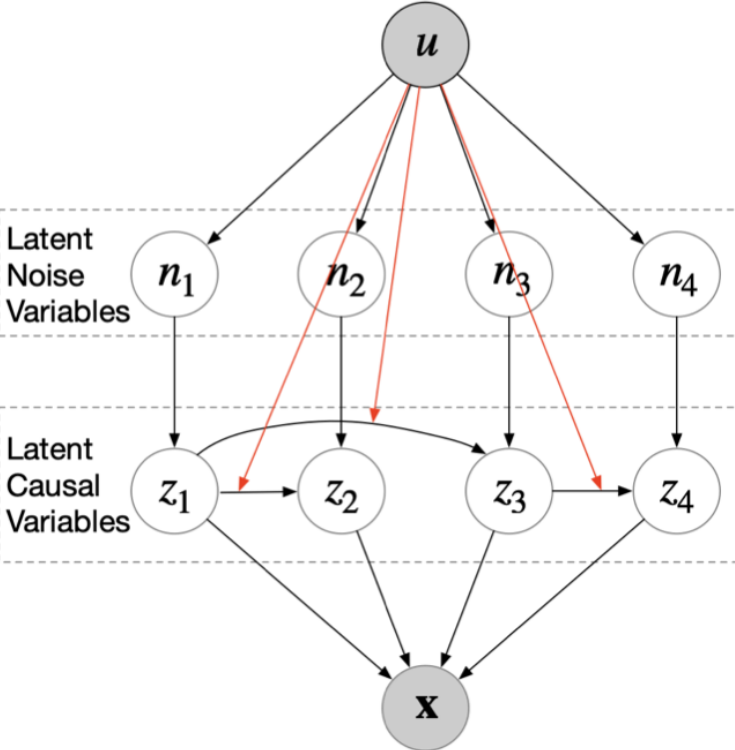 u
Latent
Noise
Variables
n1 n2 n3 n4
Latent
Causal
Variables
z1 z2 z3 z4
x